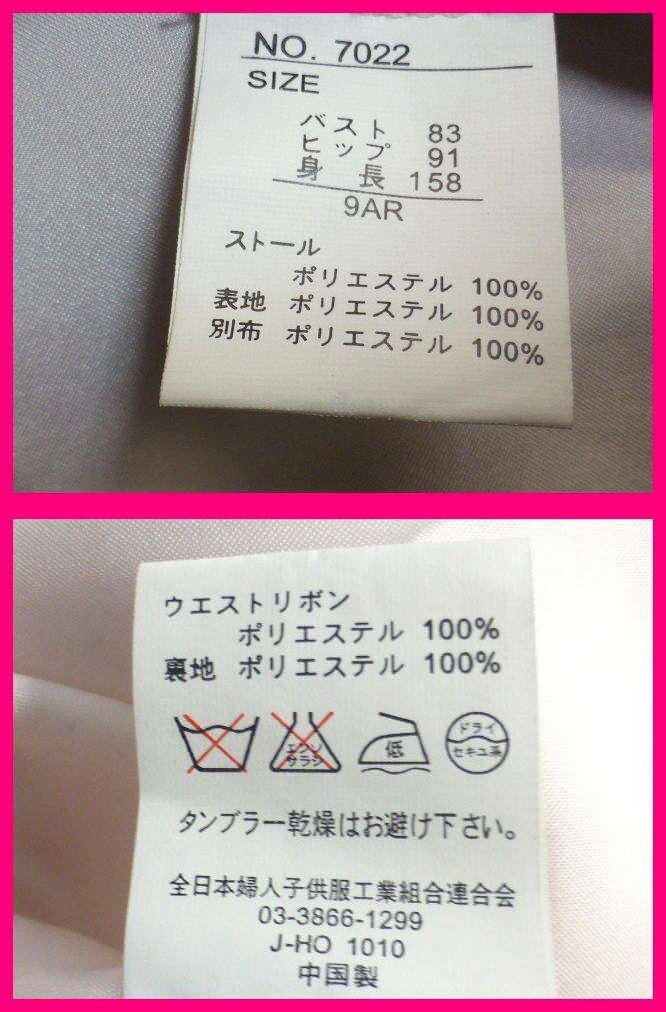 NO. 7022
SIZE
バスト 83
ヒップ 91
身長 158
9AR
ストール
ポリエステル 100%
表地 ポリエステル 100%
別布 ポリエステル 100%
ウエストリボン
ポリエステル 100%
裏地 ポリエステル 100%
エンソ
サラシ
低
ドライ
セキユ系
タンブラー乾燥はお避け下さい。
全日本婦人子供服工業組合連合会
03-3866-1299
J-HO 1010
中国製